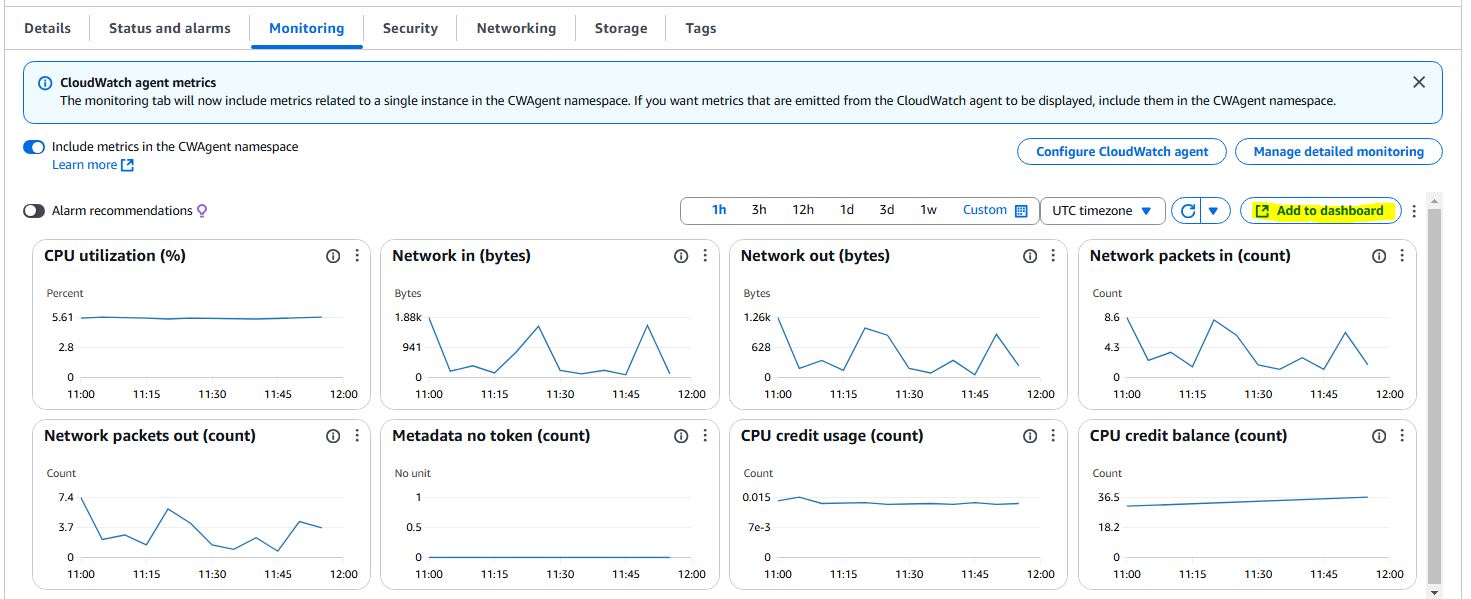 Details Status and alarms Monitoring Security Networking Storage Tags
CloudWatch agent metrics
The monitoring tab will now include metrics related to a single instance in the CWAgent namespace. If you want metrics that are emitted from the CloudWatch agent to be displayed, include them in the CWAgent namespace.
Include metrics in the CWAgent namespace
Learn more
Configure CloudWatch agent Manage detailed monitoring
Alarm recommendations
1h 3h 12h 1d 3d 1w Custom UTC timezone Add to dashboard
CPU utilization (%)
Percent
5.61
2.8
0
11:00 11:15 11:30 11:45 12:00
Network in (bytes)
Bytes
1.88k
941
0
11:00 11:15 11:30 11:45 12:00
Network out (bytes)
Bytes
1.26k
628
0
11:00 11:15 11:30 11:45 12:00
Network packets in (count)
Count
8.6
4.3
0
11:00 11:15 11:30 11:45 12:00
Network packets out (count)
Count
7.4
3.7
0
11:00 11:15 11:30 11:45 12:00
Metadata no token (count)
No unit
1
0.5
0
11:00 11:15 11:30 11:45 12:00
CPU credit usage (count)
Count
0.015
7e-3
0
11:00 11:15 11:30 11:45 12:00
CPU credit balance (count)
Count
36.5
18.2
0
11:00 11:15 11:30 11:45 12:00